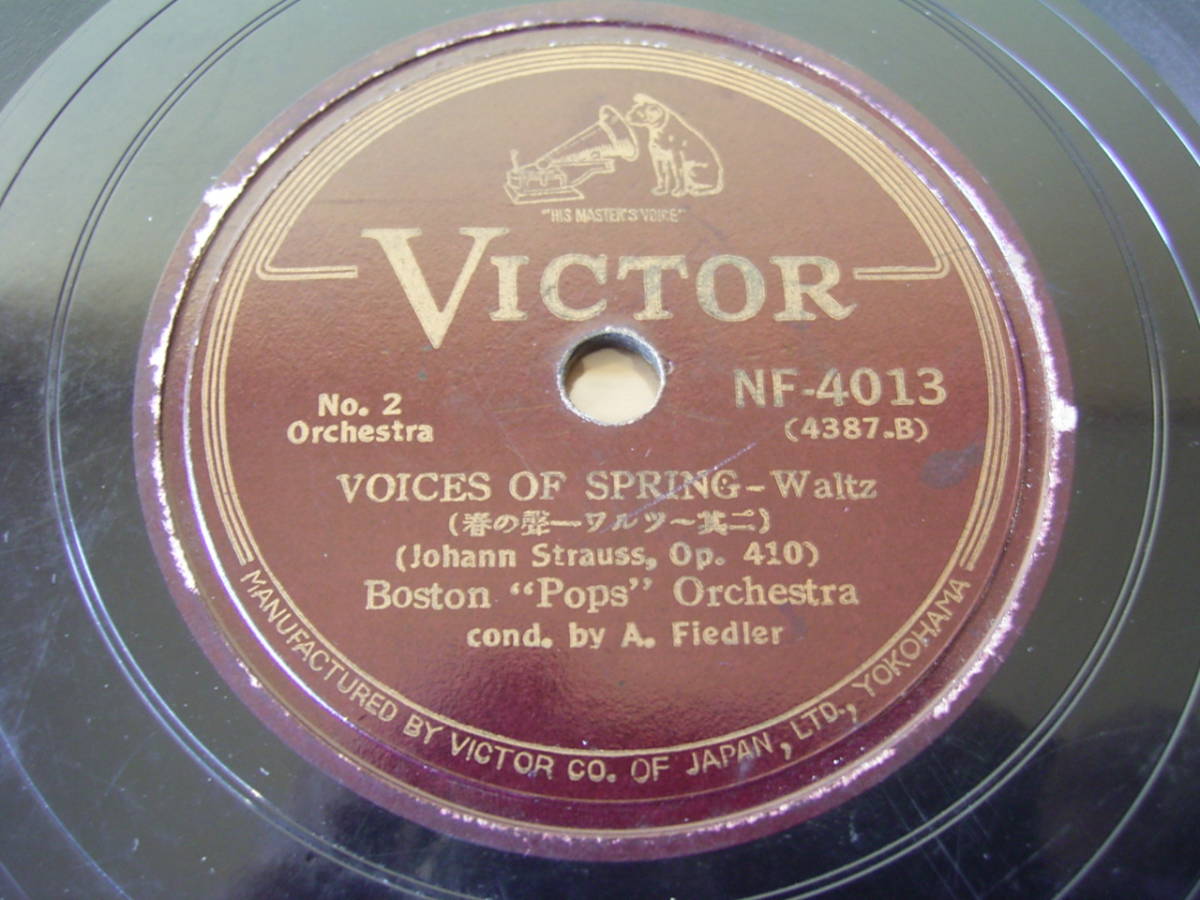 "HIS MASTER'S VOICE"
VICTOR
No. 2
Orchestra
NF-4013
(4387-B)
VOICES OF SPRING-Waltz
(春の聲—ワルツ〜其二)
(Johann Strauss, Op. 410)
Boston “Pops” Orchestra
cond. by A. Fiedler
MANUFACTURED BY VICTOR CO. OF JAPAN, LTD., YOKOHAMA